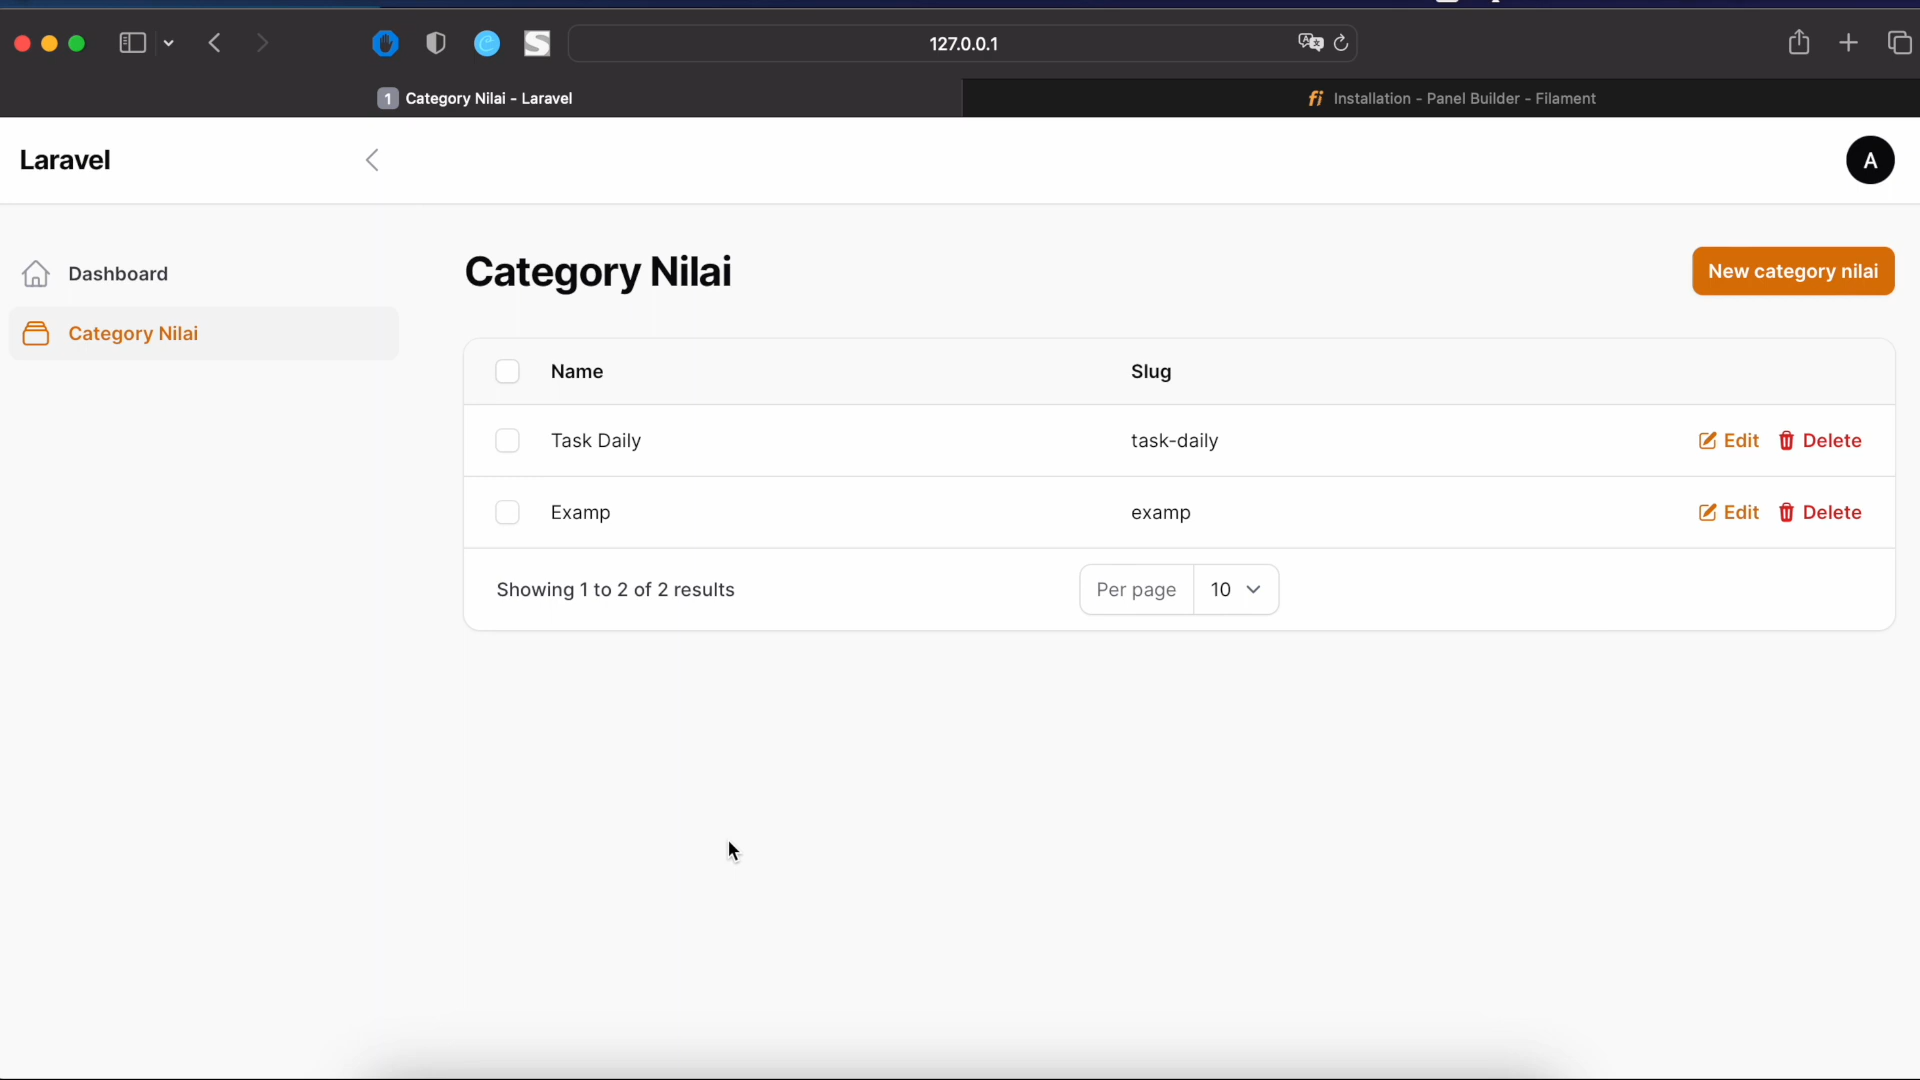 127.0.0.1
1 Category Nilai - Laravel
fi Installation - Panel Builder - Filament
Laravel
A
Dashboard
Category Nilai
Category Nilai
New category nilai
Name Slug
Task Daily task-daily Edit Delete
Examp examp Edit Delete
Showing 1 to 2 of 2 results Per page 10